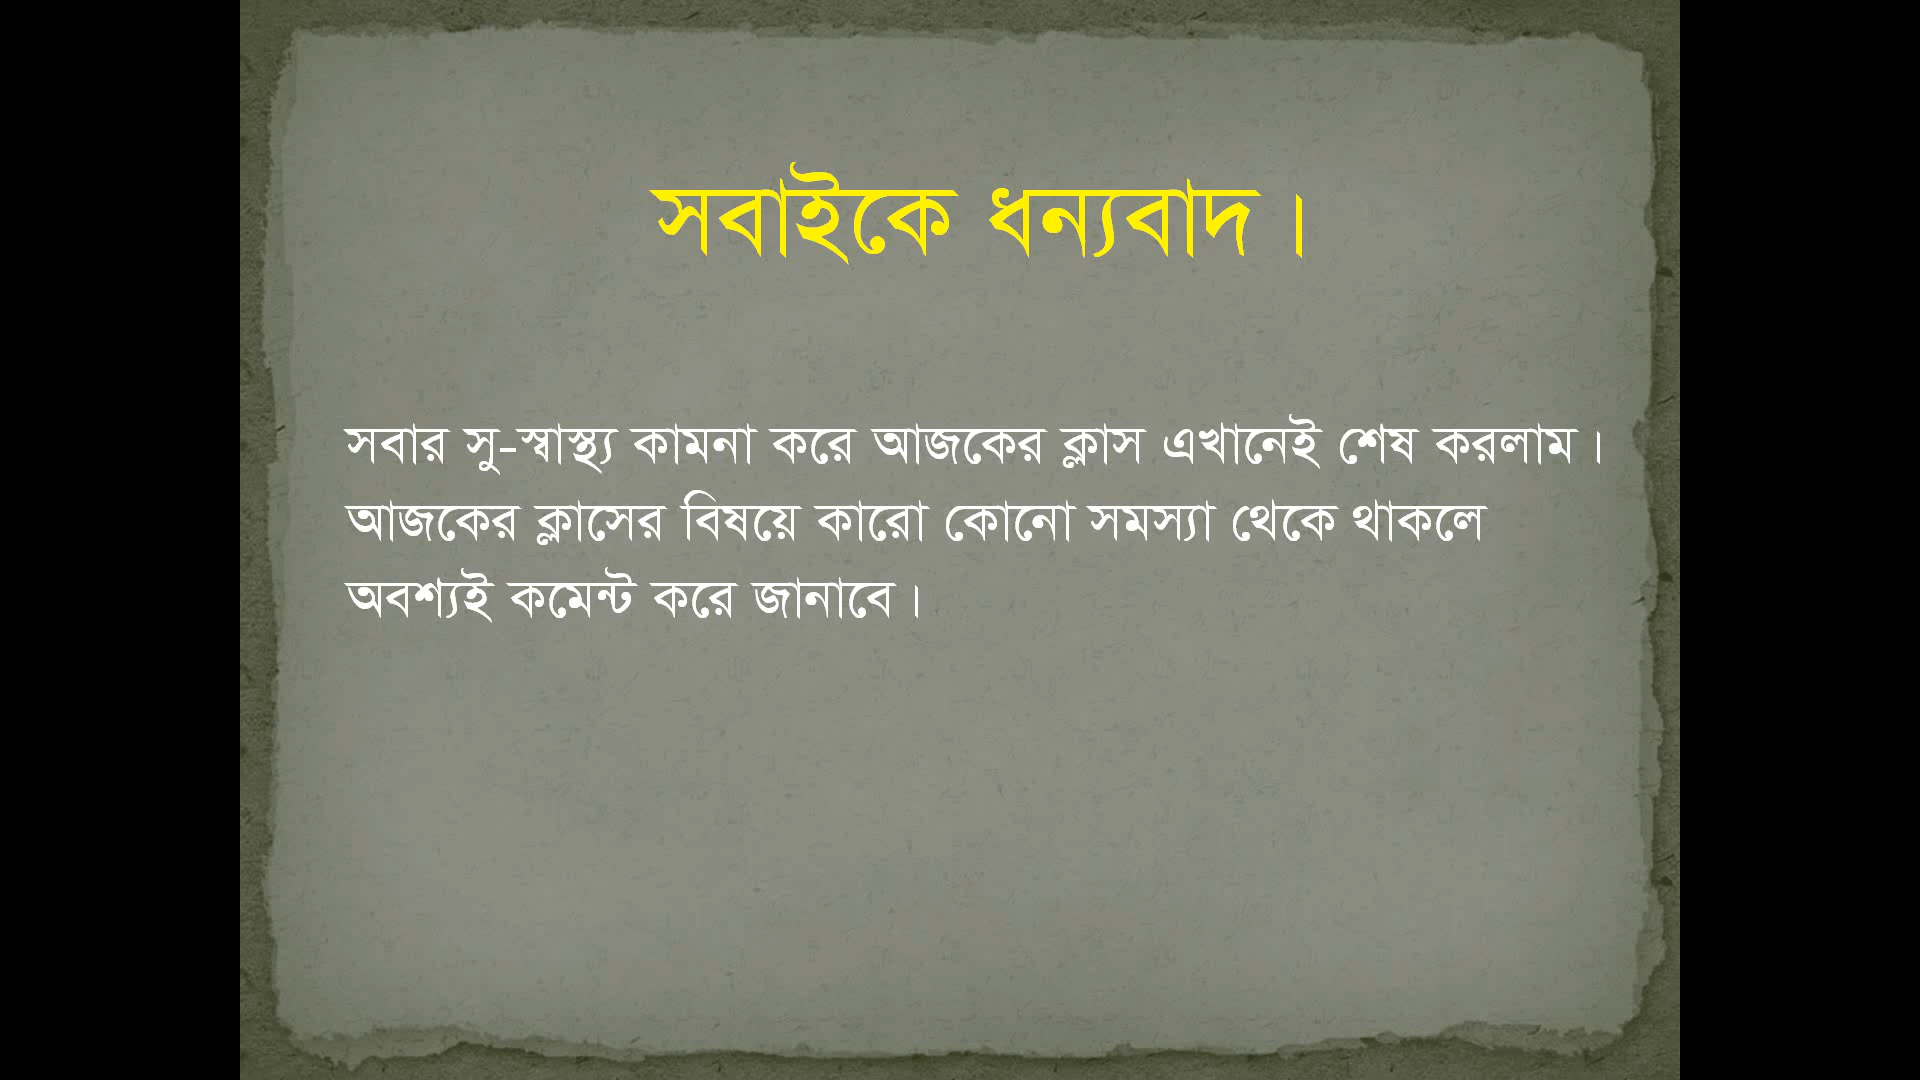 সবাইকে ধন্যবাদ ।
সবার সু-স্বাস্থ্য কামনা করে আজকের ক্লাস এখানেই শেষ করলাম ।
আজকের ক্লাসের বিষয়ে কারো কোনো সমস্যা থেকে থাকলে
অবশ্যই কমেন্ট করে জানাবে ।